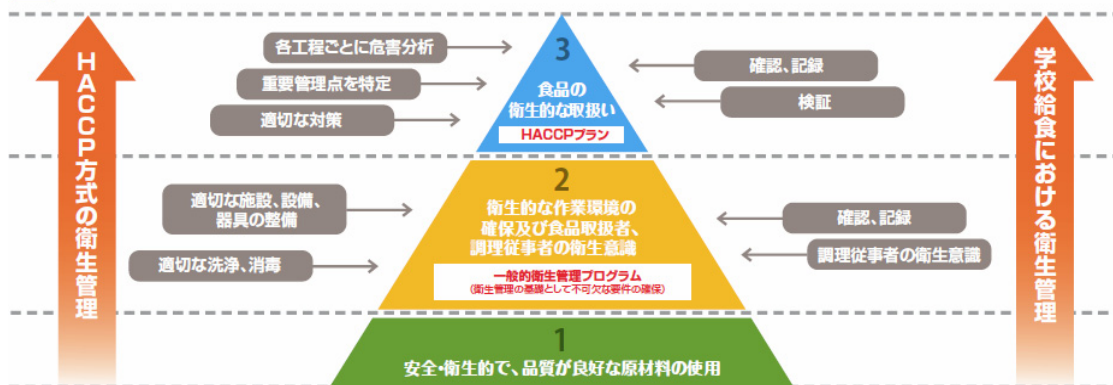 HACCP方式の衛生管理
各工程ごとに危害分析
重要管理点を特定
適切な対策
3
食品の
衛生的な取扱い
HACCPプラン
確認、記録
検証
適切な施設、設備、
器具の整備
適切な洗浄、消毒
2
衛生的な作業環境の
確保及び食品取扱者、
調理従事者の衛生意識
一般的衛生管理プログラム
(衛生管理の基礎として不可欠な要件の確保)
確認、記録
調理従事者の衛生意識
1
安全・衛生的で、品質が良好な原材料の使用
学校給食における衛生管理